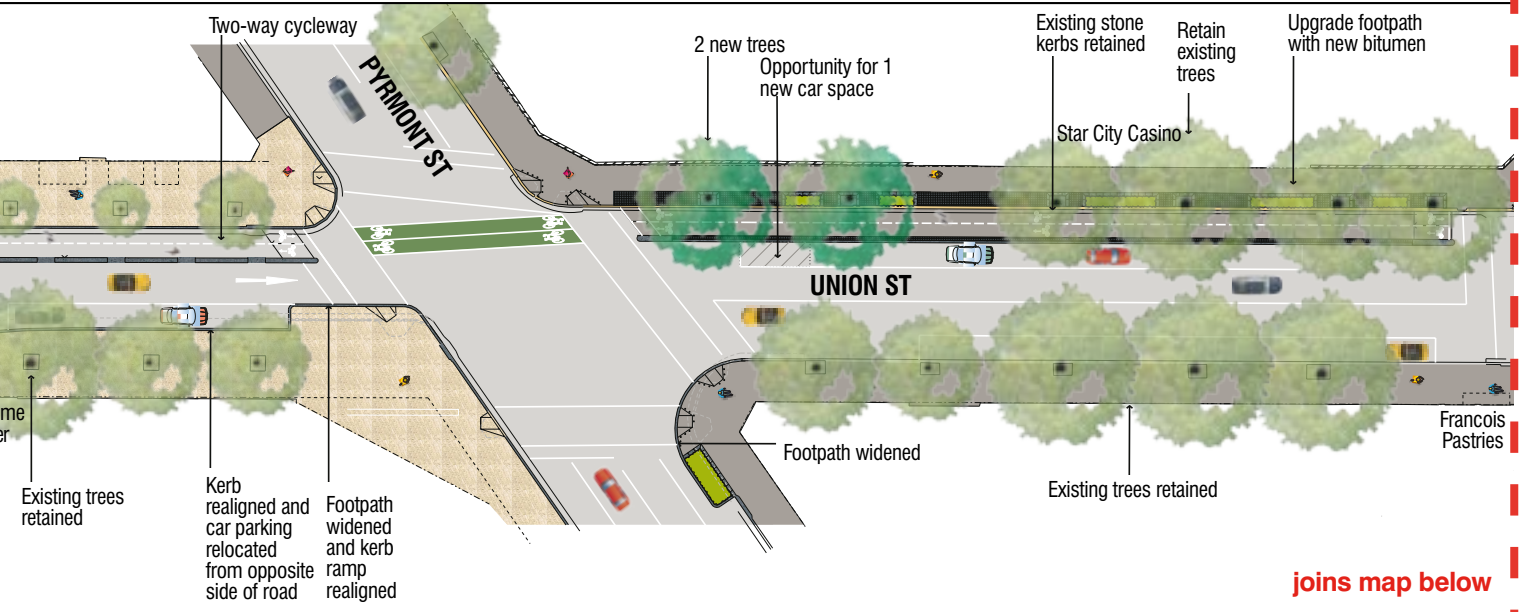 Two-way cycleway
PYRMONT ST
2 new trees
Opportunity for 1
new car space
Existing stone
kerbs retained
Retain
existing
trees
Upgrade footpath
with new bitumen
Star City Casino
UNION ST
Existing trees
retained
Kerb
realigned and
car parking
relocated
from opposite
side of road
Footpath
widened
and kerb
ramp
realigned
Footpath widened
Existing trees retained
Francois
Pastries
joins map below